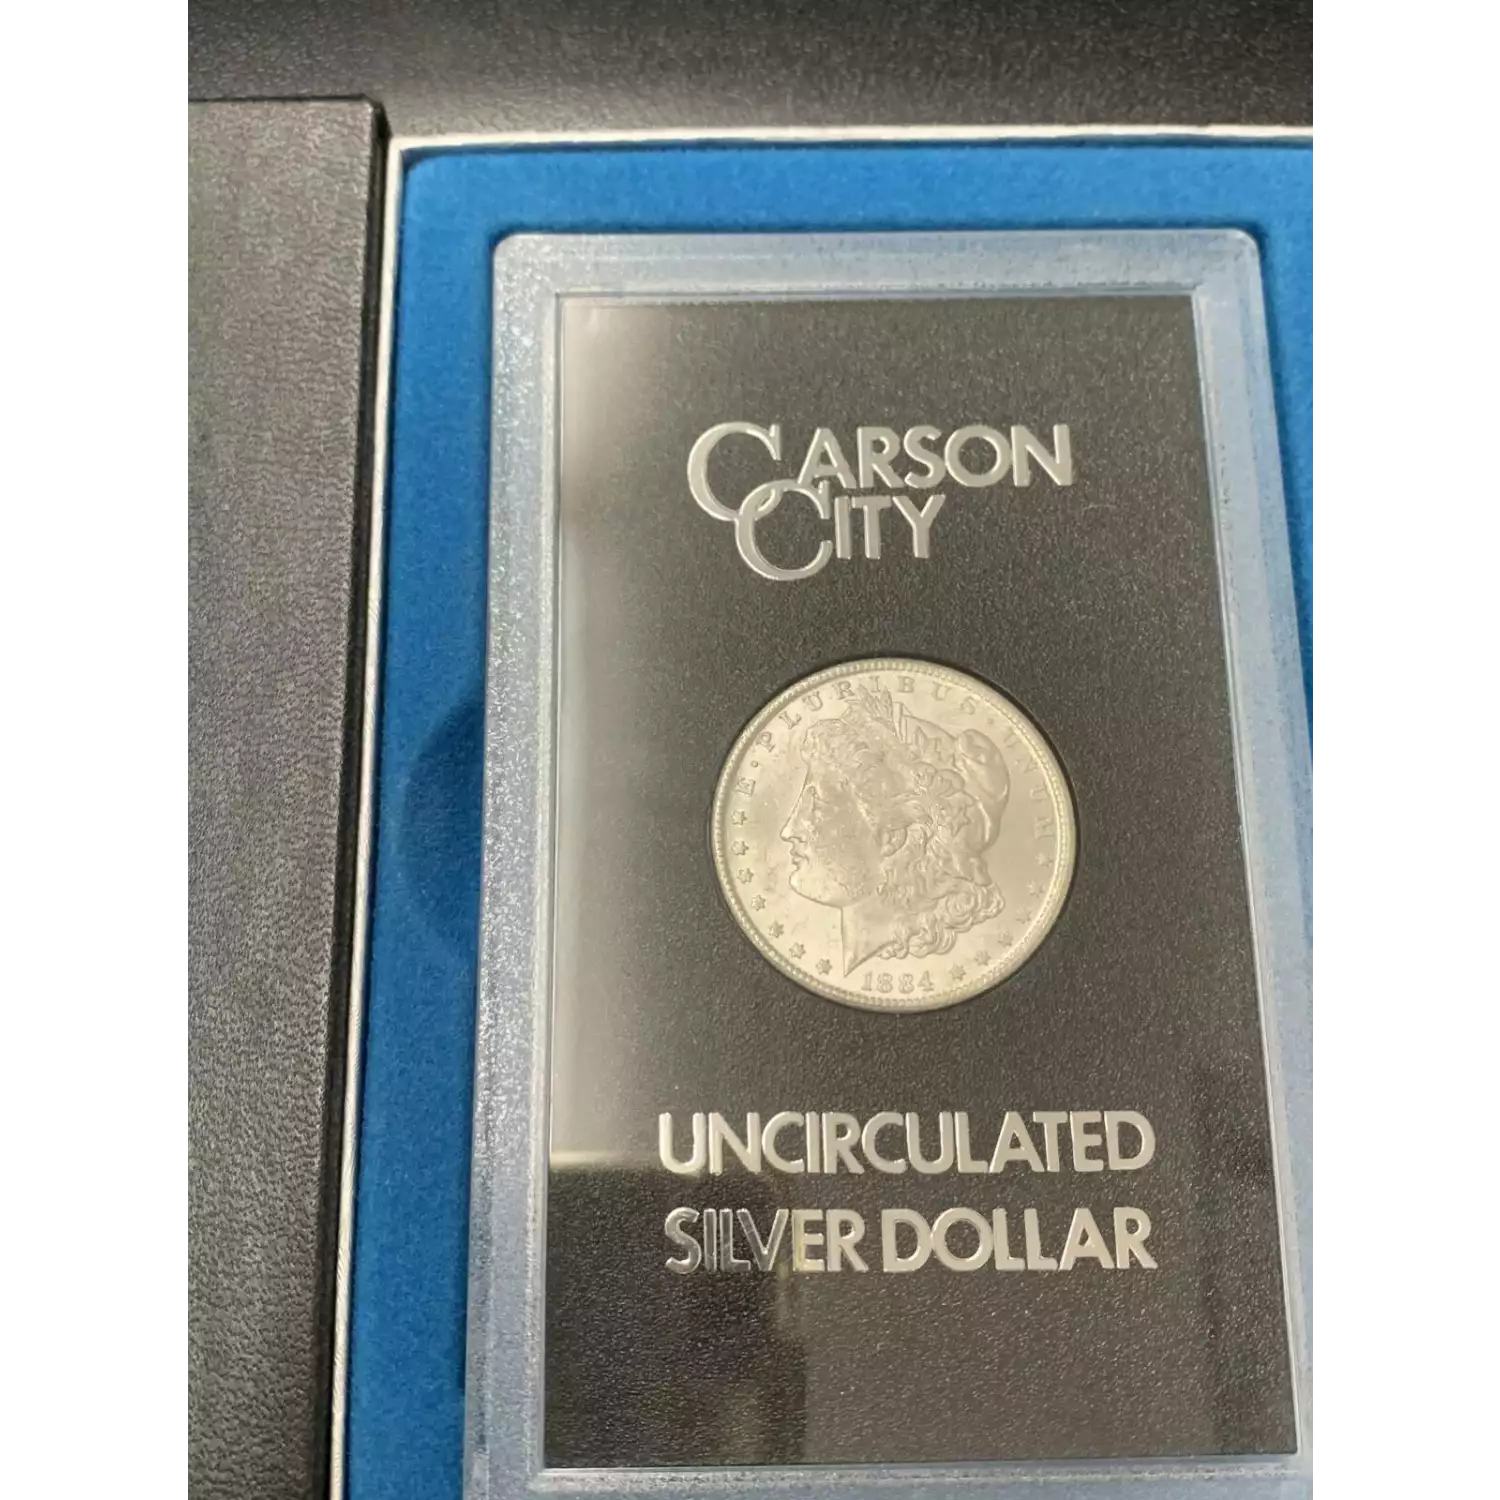 CARSON
CITY
E·PLURIBUS·UNUM
1884
UNCIRCULATED
SILVER DOLLAR